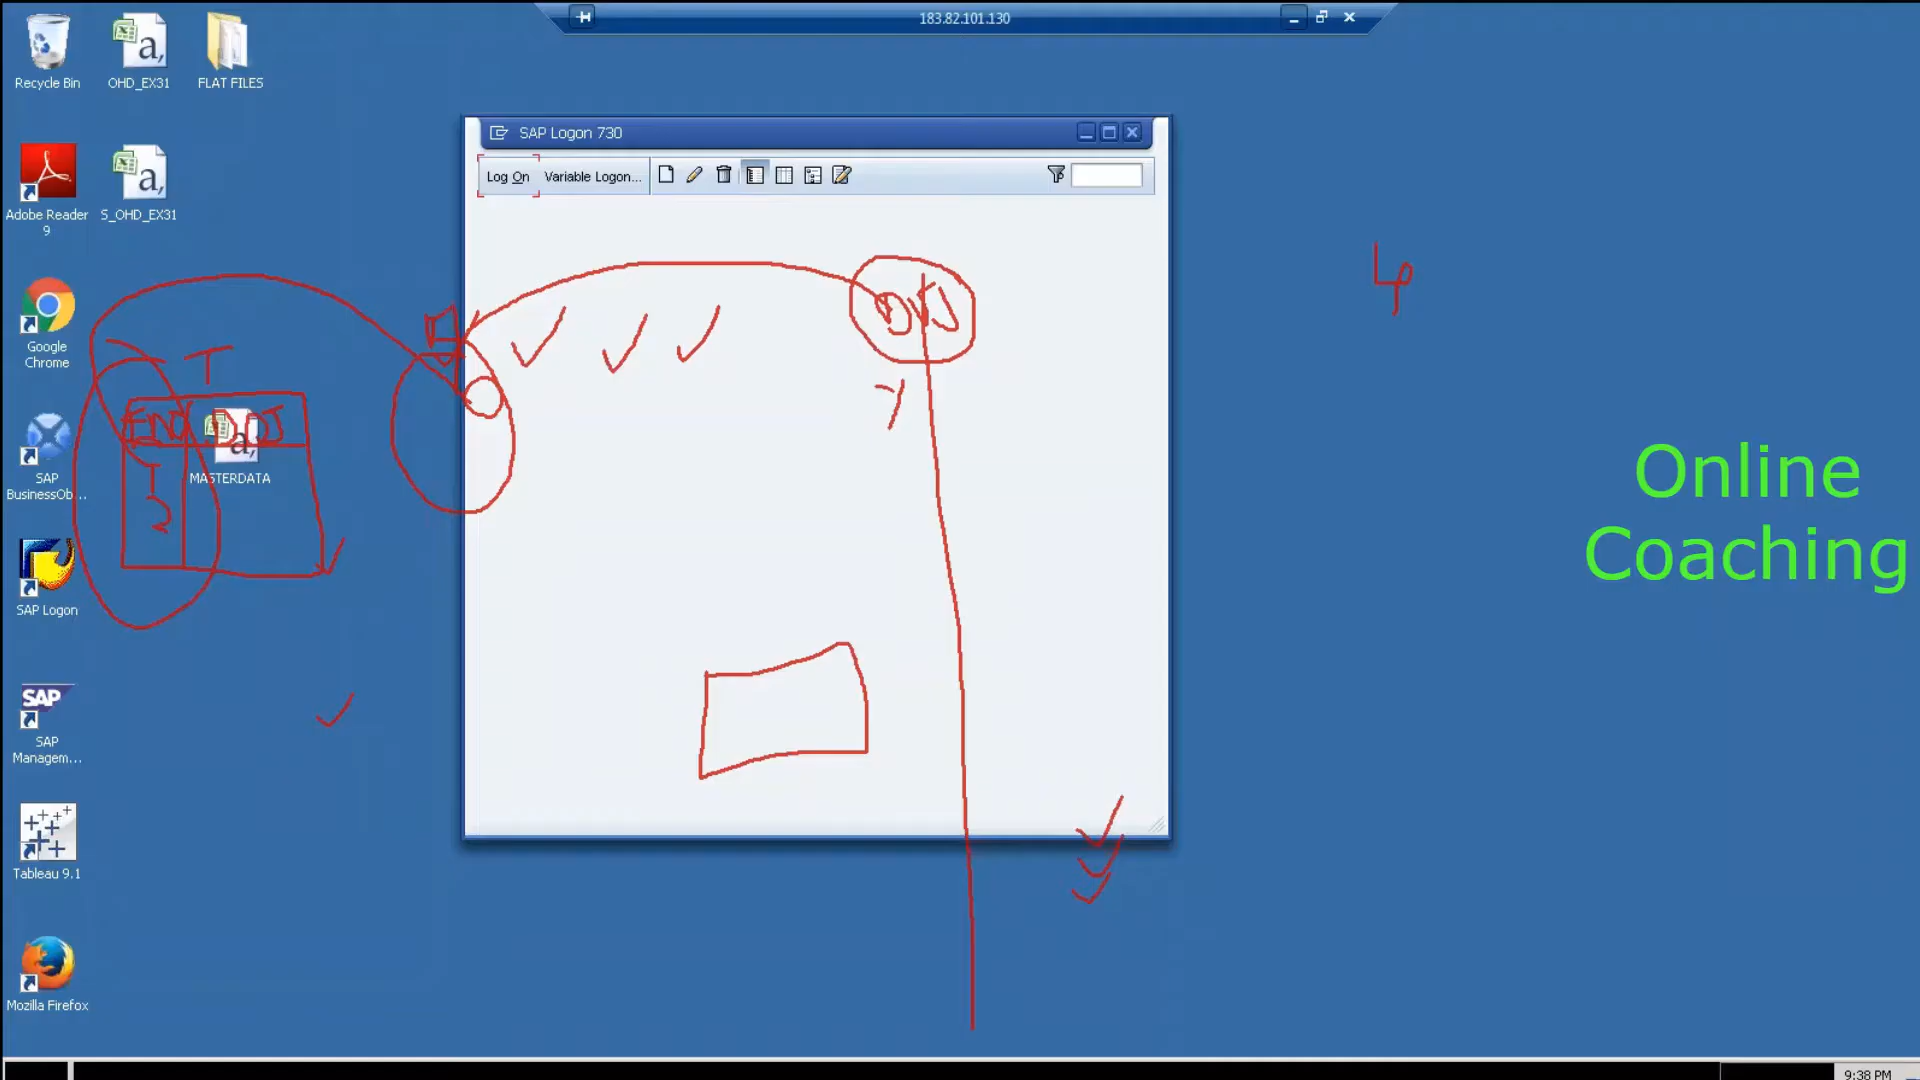 183.82.101.130
Recycle Bin
OHD_EX31
FLAT FILES
SAP Logon 730
Log On
Variable Logon...
Adobe Reader
9
S_OHD_EX31
Google
Chrome
T
4
MASTERDATA
SAP
BusinessOb...
Online
Coaching
SAP Logon
SAP
SAP
Managem...
Tableau 9.1
Mozilla Firefox
9:38 PM